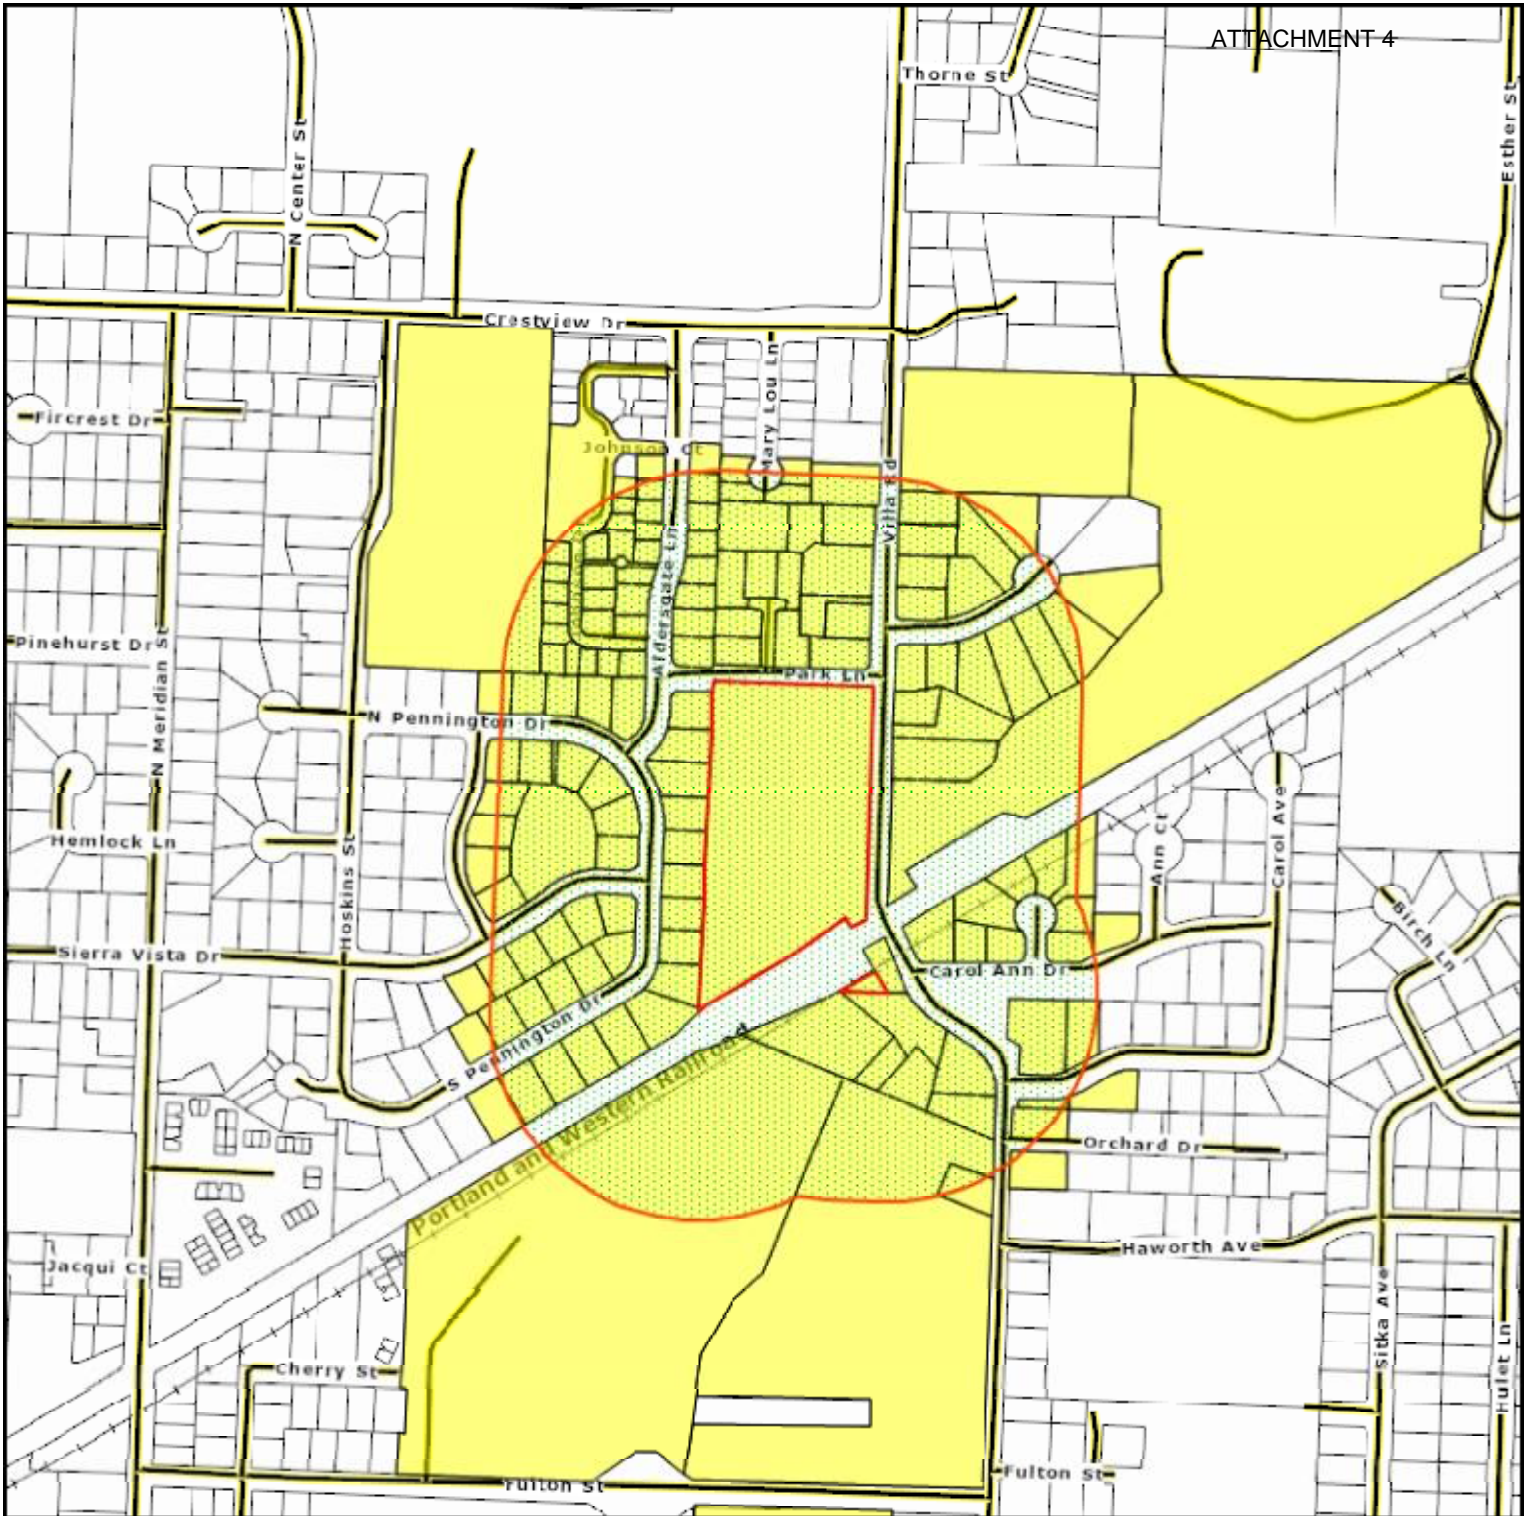 ATTACHMENT 4
Thorne St
Esther St
N Center St
Crestview Dr
Mary Lou Ln
Fircrest Dr
Johnson Ct
Villa Rd
Aldersgate Ln
Pinehurst Dr
N Meridian St
Park Ln
N Pennington Dr
Hemlock Ln
Hoskins St
Ann Ct
Carol Ave
Birch Ln
Sierra Vista Dr
Carol Ann Dr
S Pennington Dr
Portland and Western Railroad
Orchard Dr
Haworth Ave
Jacqui Ct
Sitka Ave
Hulet Ln
Cherry St
Fulton St
Fulton St